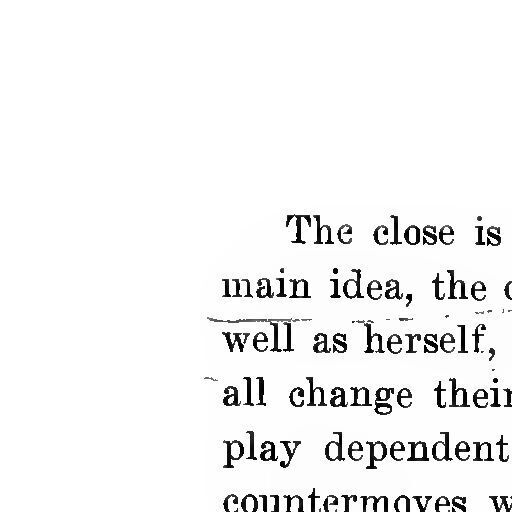 The close is
main idea, the
well as herself,
all change their
play dependent
countermoves